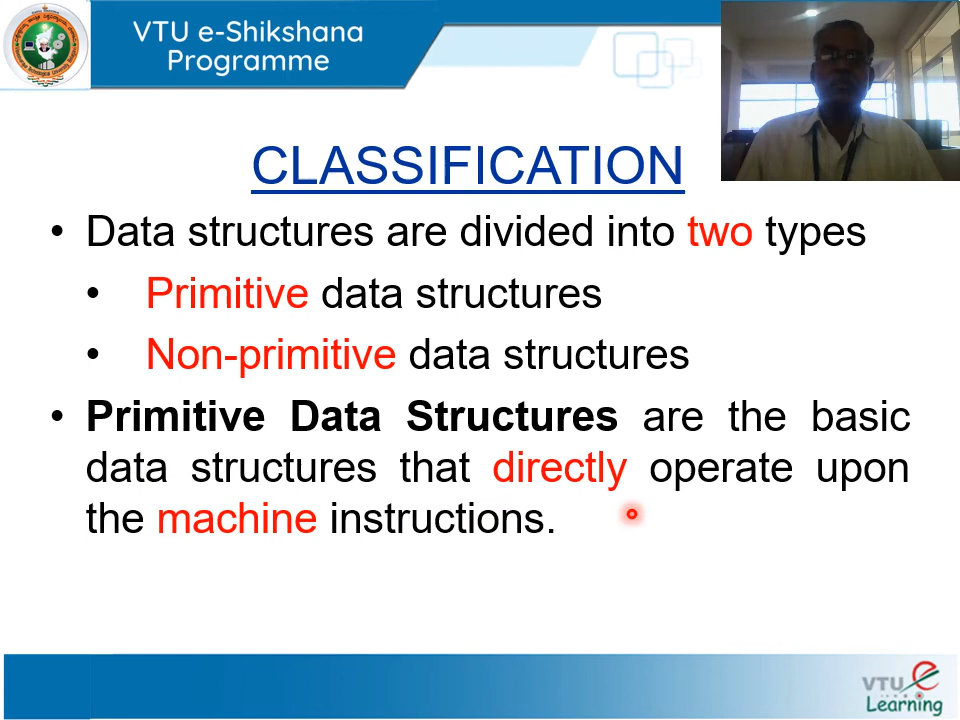 VTU e-Shikshana
Programme
CLASSIFICATION
• Data structures are divided into two types
• Primitive data structures
• Non-primitive data structures
• Primitive Data Structures are the basic
data structures that directly operate upon
the machine instructions.
VTU e
Learning